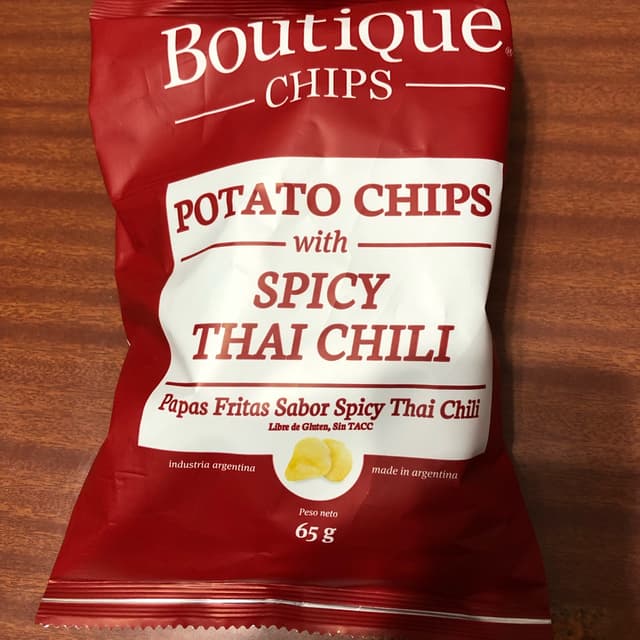 Boutique®
CHIPS
POTATO CHIPS
with
SPICY
THAI CHILI
Papas Fritas Sabor Spicy Thai Chili
Libre de Gluten, Sin TACC
industria argentina
made in argentina
Peso neto
65 g